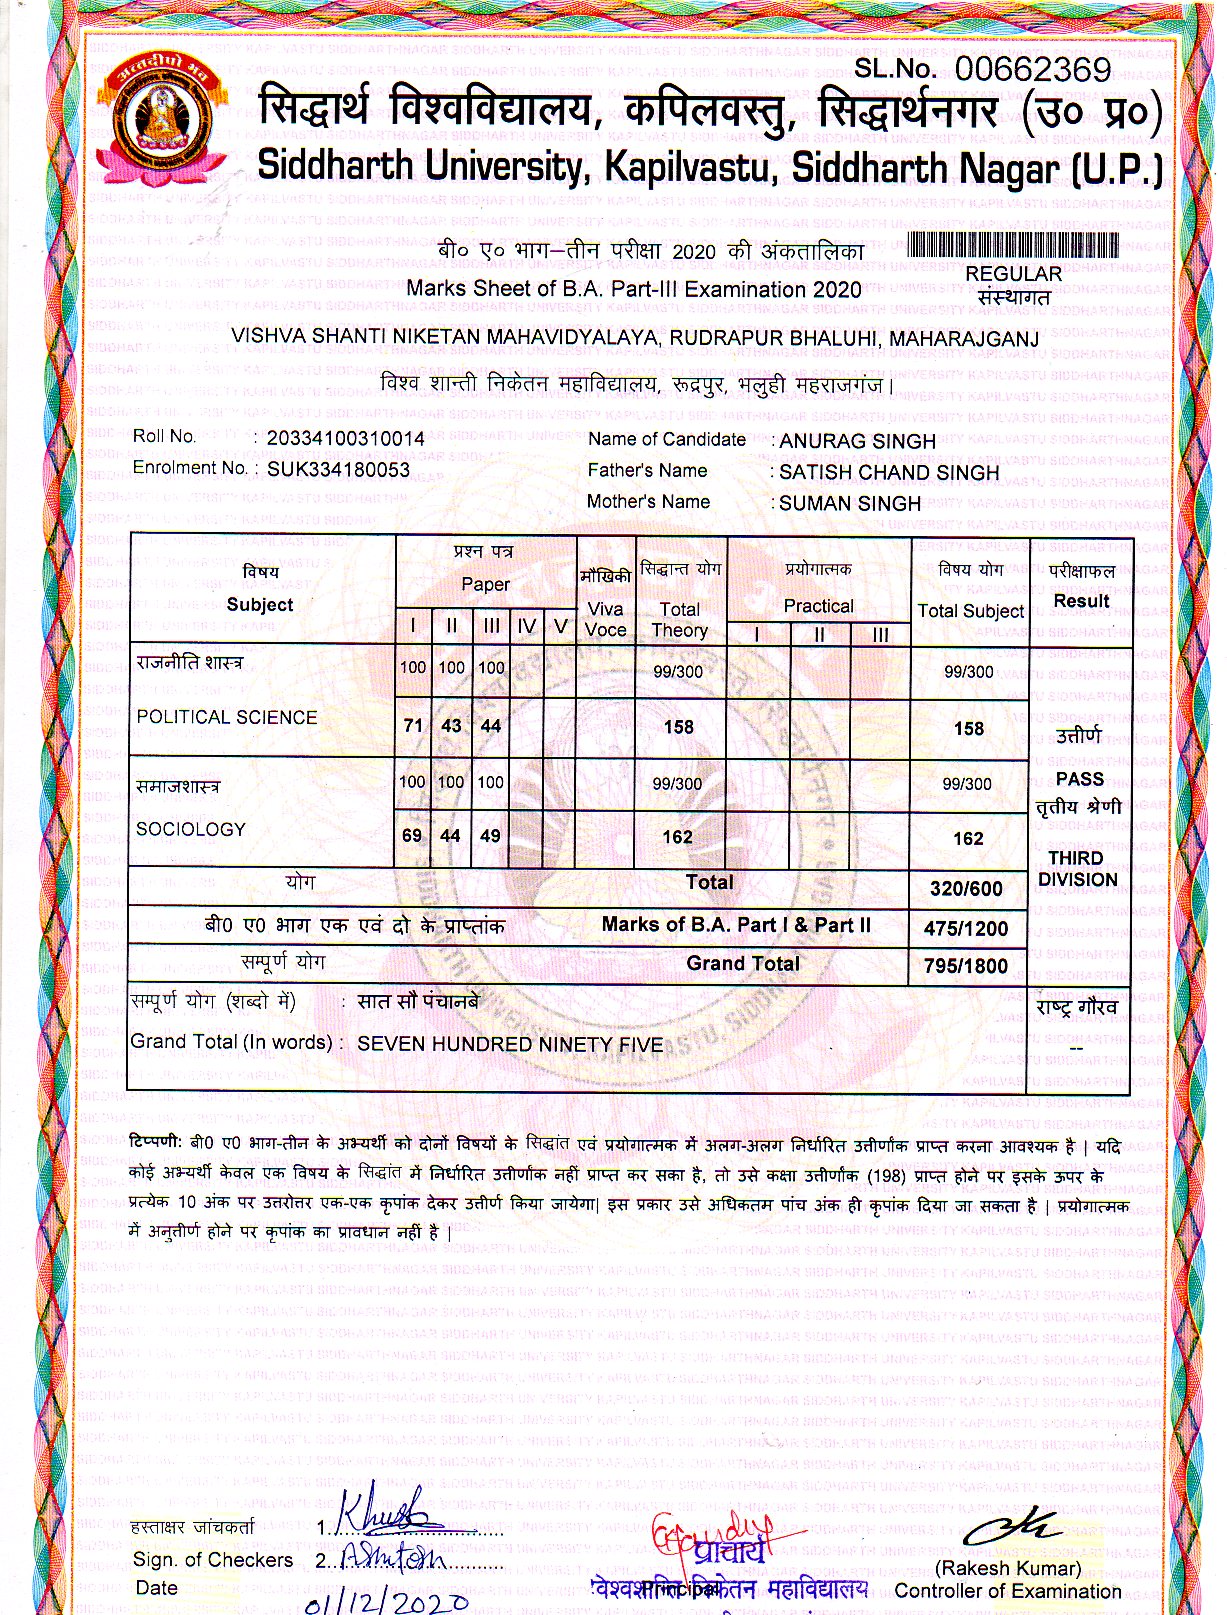 अत्तदीपो भव
SL.No. 00662369
सिद्धार्थ विश्वविद्यालय, कपिलवस्तु, सिद्धार्थनगर (उ० प्र०)
Siddharth University, Kapilvastu, Siddharth Nagar (U.P.)
बी० ए० भाग–तीन परीक्षा 2020 की अंकतालिका
Marks Sheet of B.A. Part-III Examination 2020
REGULAR
संस्थागत
VISHVA SHANTI NIKETAN MAHAVIDYALAYA, RUDRAPUR BHALUHI, MAHARAJGANJ
विश्व शान्ती निकेतन महाविद्यालय, रूद्रपुर, भलुही महराजगंज।
Roll No. : 20334100310014 Name of Candidate : ANURAG SINGH
Enrolment No. : SUK334180053 Father's Name : SATISH CHAND SINGH
Mother's Name : SUMAN SINGH
विषय प्रश्न पत्र मौखिकी सिद्धान्त योग प्रयोगात्मक विषय योग परीक्षाफल
Subject Paper Viva Voce Total Theory Practical Total Subject Result
I II III IV V I II III
राजनीति शास्त्र 100 100 100 99/300 99/300
POLITICAL SCIENCE 71 43 44 158 158
समाजशास्त्र 100 100 100 99/300 99/300
SOCIOLOGY 69 44 49 162 162
उत्तीर्ण
PASS
तृतीय श्रेणी
THIRD
DIVISION
योग Total 320/600
बी0 ए0 भाग एक एवं दो के प्राप्तांक Marks of B.A. Part I & Part II 475/1200
सम्पूर्ण योग Grand Total 795/1800
सम्पूर्ण योग (शब्दो में) : सात सौ पंचानबे राष्ट्र गौरव
Grand Total (In words) : SEVEN HUNDRED NINETY FIVE --
टिप्पणी: बी0 ए0 भाग-तीन के अभ्यर्थी को दोनों विषयों के सिद्धांत एवं प्रयोगात्मक में अलग-अलग निर्धारित उत्तीर्णांक प्राप्त करना आवश्यक है | यदि
कोई अभ्यर्थी केवल एक विषय के सिद्धांत में निर्धारित उत्तीर्णांक नहीं प्राप्त कर सका है, तो उसे कक्षा उत्तीर्णांक (198) प्राप्त होने पर इसके ऊपर के
प्रत्येक 10 अंक पर उत्तरोत्तर एक-एक कृपांक देकर उत्तीर्ण किया जायेगा| इस प्रकार उसे अधिकतम पांच अंक ही कृपांक दिया जा सकता है | प्रयोगात्मक
में अनुत्तीर्ण होने पर कृपांक का प्रावधान नहीं है |
हस्ताक्षर जांचकर्ता 1.
Sign. of Checkers 2. Ashutosh
Date 01/12/2020
प्राचार्य
Principal
निकेतन महाविद्यालय
(Rakesh Kumar)
Controller of Examination